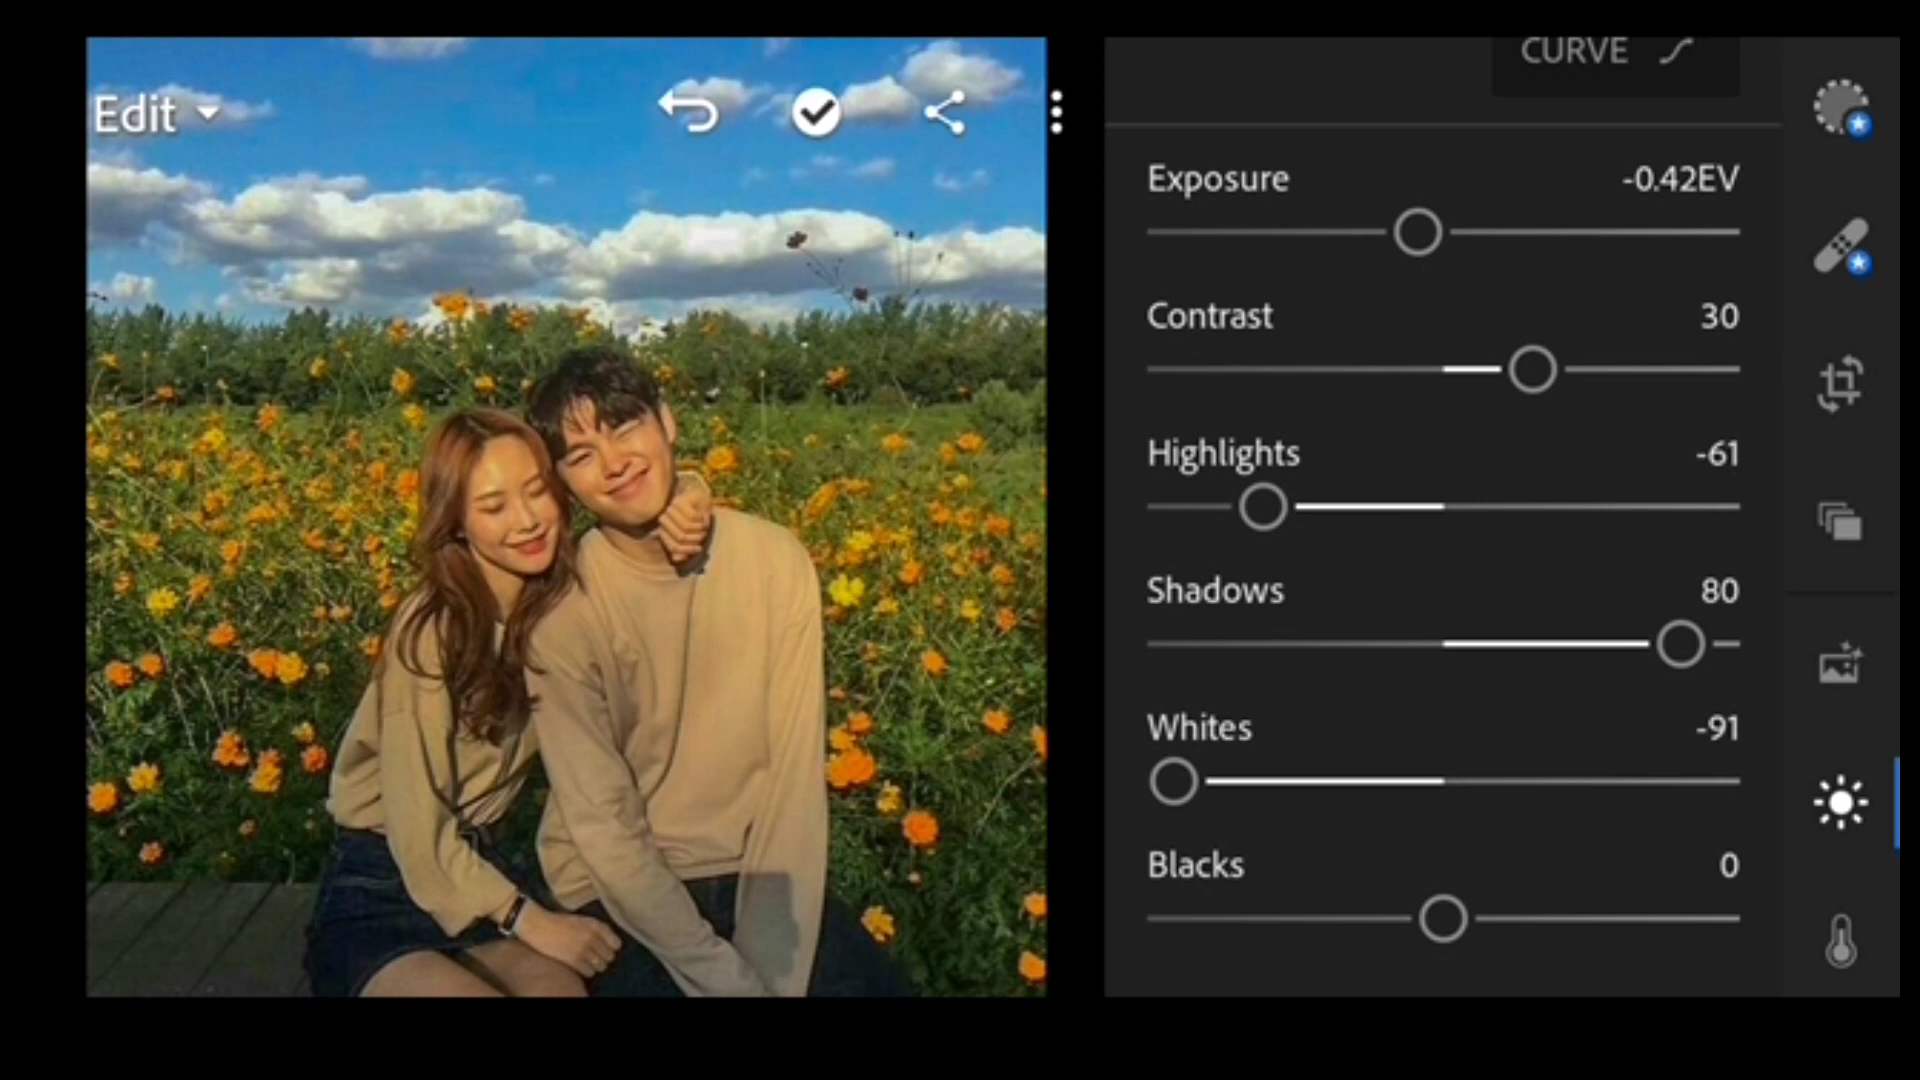 Edit
CURVE
Exposure -0.42EV
Contrast 30
Highlights -61
Shadows 80
Whites -91
Blacks 0